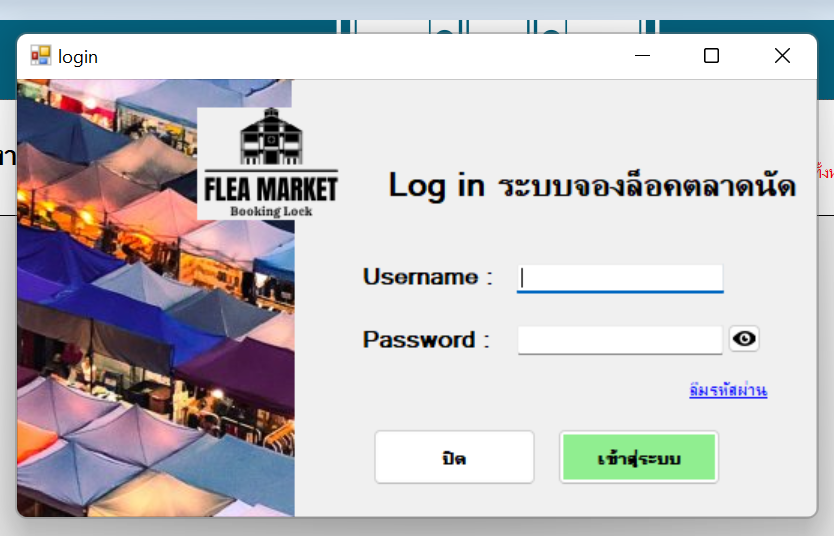 login
FLEA MARKET
Booking Lock
Log in ระบบจองล็อคตลาดนัด
Username :
Password :
ลืมรหัสผ่าน
ปิด
เข้าสู่ระบบ